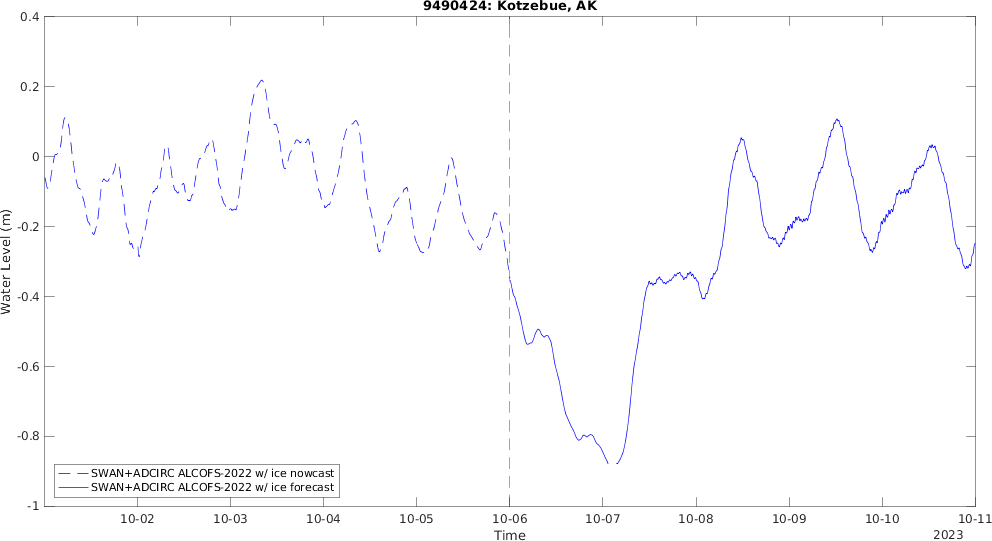 9490424: Kotzebue, AK
0.4
0.2
0
-0.2
-0.4
-0.6
-0.8
-1
Water Level (m)
SWAN+ADCIRC ALCOFS-2022 w/ ice nowcast
SWAN+ADCIRC ALCOFS-2022 w/ ice forecast
10-02 10-03 10-04 10-05 10-06 10-07 10-08 10-09 10-10 10-11
Time
2023